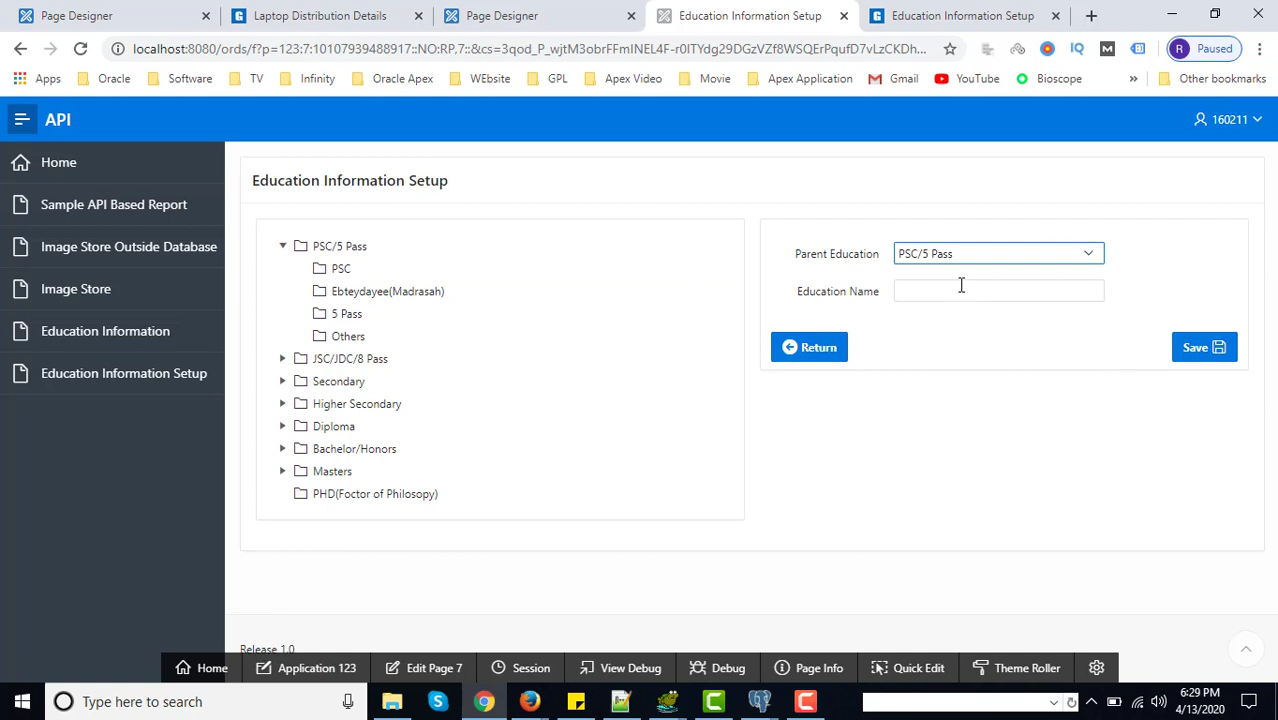 Page Designer
Laptop Distribution Details
Page Designer
Education Information Setup
Education Information Setup
localhost:8080/ords/f?p=123:7:10107939488917::NO:RP,7::&cs=3qod_P_wjtM3obrFFmINEL4F-r0ITYdg29DGzVZf8WSQErPqufD7vLzCKDh...
R Paused
Apps
Oracle
Software
TV
Infinity
Oracle Apex
WEbsite
GPL
Apex Video
Movie
Apex Application
Gmail
YouTube
Bioscope
»
Other bookmarks
API
160211
Home
Sample API Based Report
Image Store Outside Database
Image Store
Education Information
Education Information Setup
Education Information Setup
PSC/5 Pass
PSC
Ebteydayee(Madrasah)
5 Pass
Others
JSC/JDC/8 Pass
Secondary
Higher Secondary
Diploma
Bachelor/Honors
Masters
PHD(Foctor of Philosopy)
Parent Education
PSC/5 Pass
Education Name
Return
Save
Release 1.0
Home
Application 123
Edit Page 7
Session
View Debug
Debug
Page Info
Quick Edit
Theme Roller
Type here to search
6:29 PM
4/13/2020